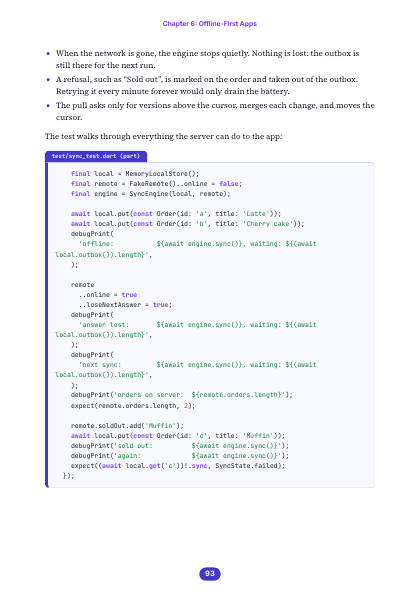 Chapter 6: Offline-First Apps
• When the network is gone, the engine stops quietly. Nothing is lost: the outbox is
still there for the next run.
• A refusal, such as “Sold out”, is marked on the order and taken out of the outbox.
Retrying it every minute forever would only drain the battery.
• The pull asks only for versions above the cursor, merges each change, and moves the
cursor.
The test walks through everything the server can do to the app:
test/sync_test.dart (part)
final local = MemoryLocalStore();
final remote = FakeRemote()..online = false;
final engine = SyncEngine(local, remote);
await local.put(const Order(id: 'a', title: 'Latte'));
await local.put(const Order(id: 'b', title: 'Cherry cake'));
debugPrint(
'offline:          ${await engine.sync()}, waiting: ${(await
local.outbox()).length}',
);
remote
..online = true
..loseNextAnswer = true;
debugPrint(
'answer lost:      ${await engine.sync()}, waiting: ${(await
local.outbox()).length}',
);
debugPrint(
'next sync:        ${await engine.sync()}, waiting: ${(await
local.outbox()).length}',
);
debugPrint('orders on server:  ${remote.orders.length}');
expect(remote.orders.length, 2);
remote.soldOut.add('Muffin');
await local.put(const Order(id: 'c', title: 'Muffin'));
debugPrint('sold out:         ${await engine.sync()}');
debugPrint('again:            ${await engine.sync()}');
expect((await local.get('c'))!.sync, SyncState.failed);
});
93